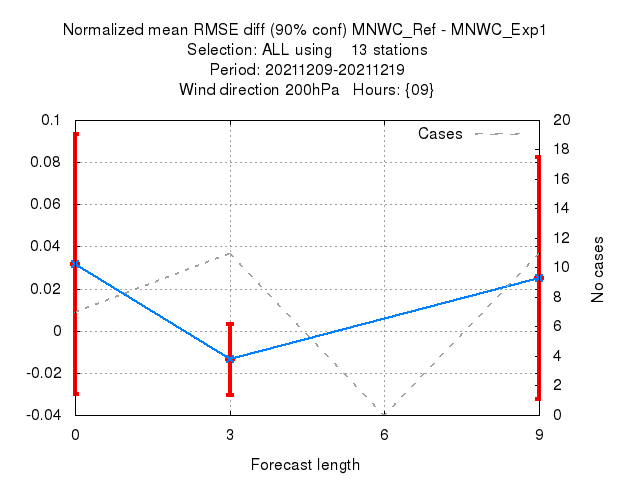 Normalized mean RMSE diff (90% conf) MNWC_Ref - MNWC_Exp1
Selection: ALL using    13 stations
Period: 20211209-20211219
Wind direction 200hPa   Hours: {09}
Cases
0.1
0.08
0.06
0.04
0.02
0
-0.02
-0.04
20
18
16
14
12
10
8
6
4
2
0
No cases
0 3 6 9
Forecast length